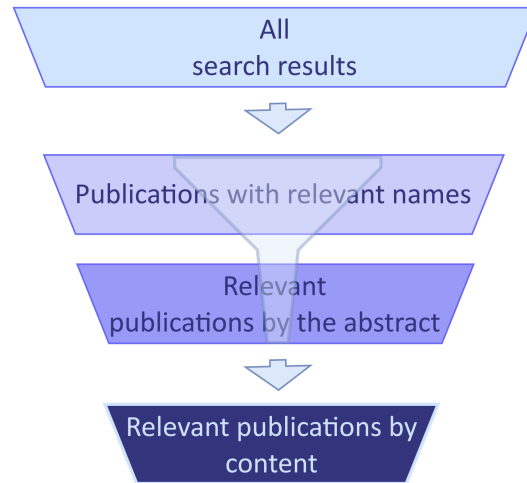 All
search results
Publications with relevant names
Relevant
publications by the abstract
Relevant publications by
content